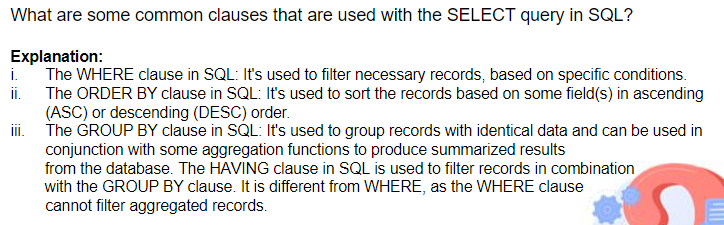 What are some common clauses that are used with the SELECT query in SQL?
Explanation:
i. The WHERE clause in SQL: It's used to filter necessary records, based on specific conditions.
ii. The ORDER BY clause in SQL: It's used to sort the records based on some field(s) in ascending
(ASC) or descending (DESC) order.
iii. The GROUP BY clause in SQL: It's used to group records with identical data and can be used in
conjunction with some aggregation functions to produce summarized results
from the database. The HAVING clause in SQL is used to filter records in combination
with the GROUP BY clause. It is different from WHERE, as the WHERE clause
cannot filter aggregated records.